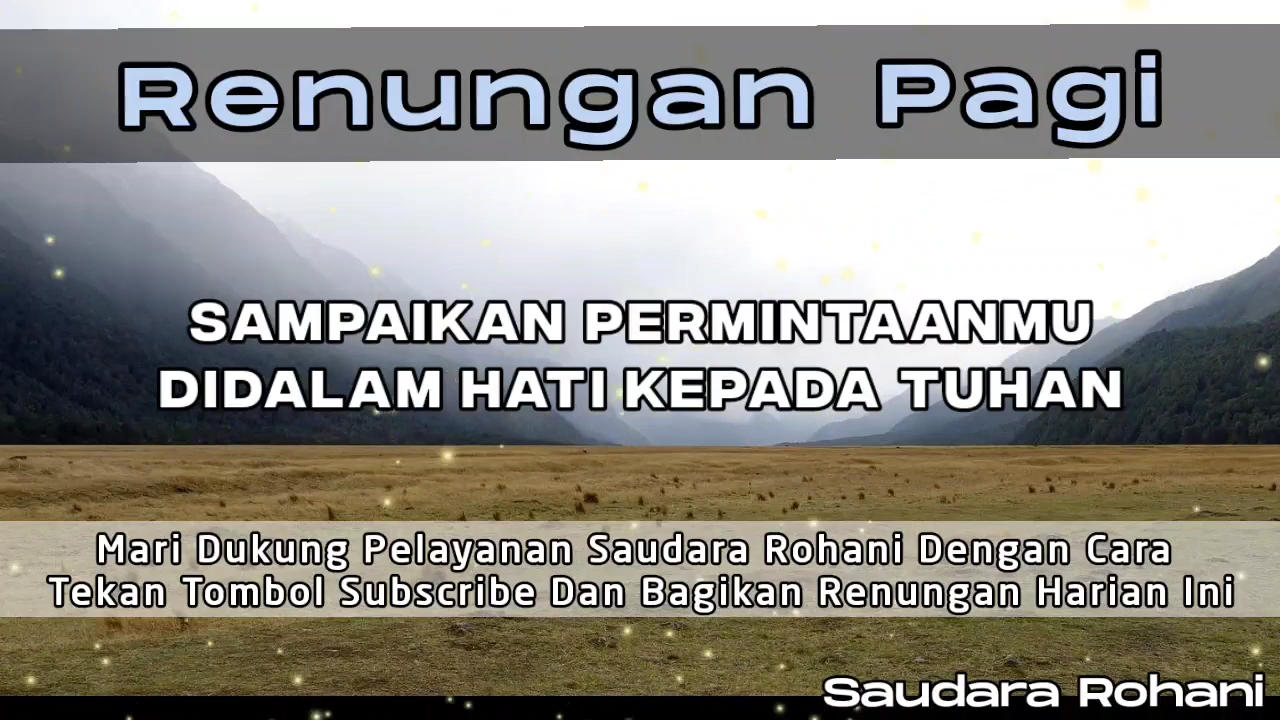 Renungan Pagi
SAMPAIKAN PERMINTAANMU
DIDALAM HATI KEPADA TUHAN
Mari Dukung Pelayanan Saudara Rohani Dengan Cara
Tekan Tombol Subscribe Dan Bagikan Renungan Harian Ini
Saudara Rohani